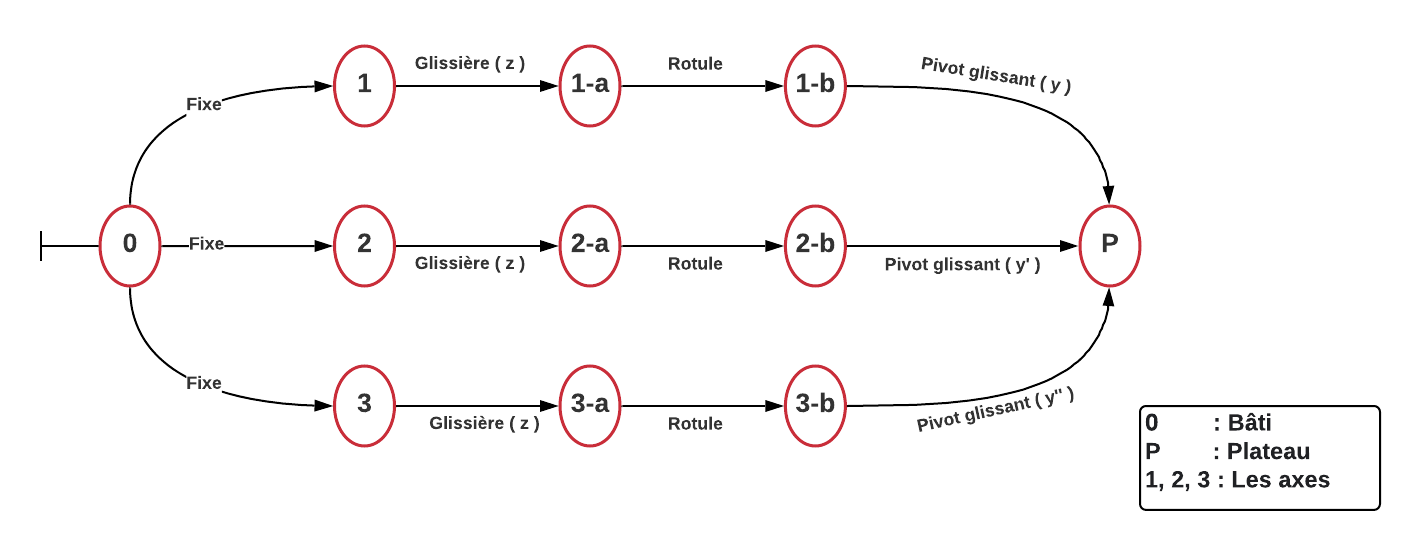 Glissière ( z )
Rotule
Pivot glissant ( y )
Fixe
1
1-a
1-b
0
Fixe
2
2-a
2-b
P
Glissière ( z )
Rotule
Pivot glissant ( y' )
Fixe
3
3-a
3-b
Glissière ( z )
Rotule
Pivot glissant ( y'' )
0 : Bâti
P : Plateau
1, 2, 3 : Les axes